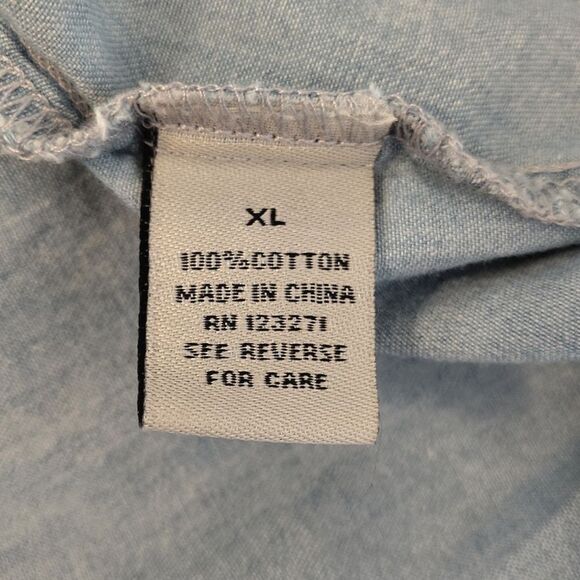 XL
100%COTTON
MADE IN CHINA
RN 123271
SEE REVERSE
FOR CARE